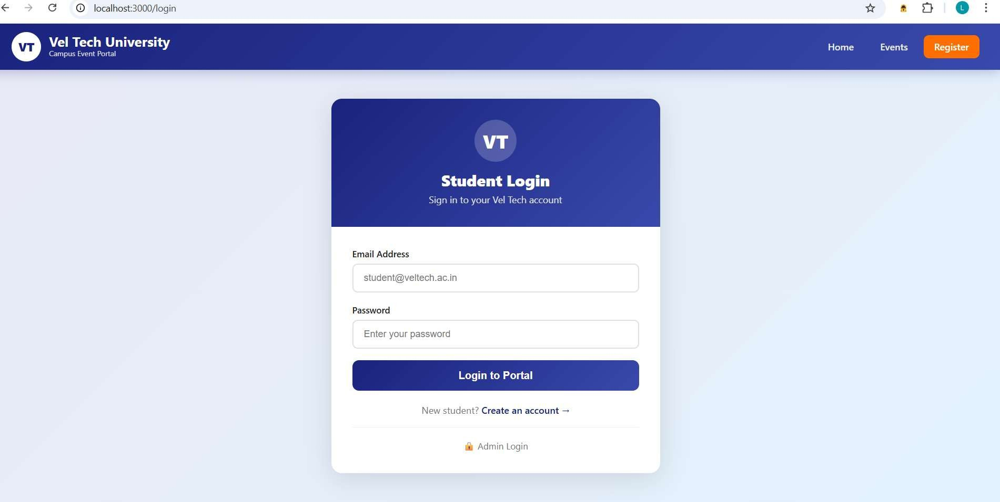 localhost:3000/login
L
VT
Vel Tech University
Campus Event Portal
Home
Events
Register
VT
Student Login
Sign in to your Vel Tech account
Email Address
student@veltech.ac.in
Password
Enter your password
Login to Portal
New student? Create an account →
🔒 Admin Login